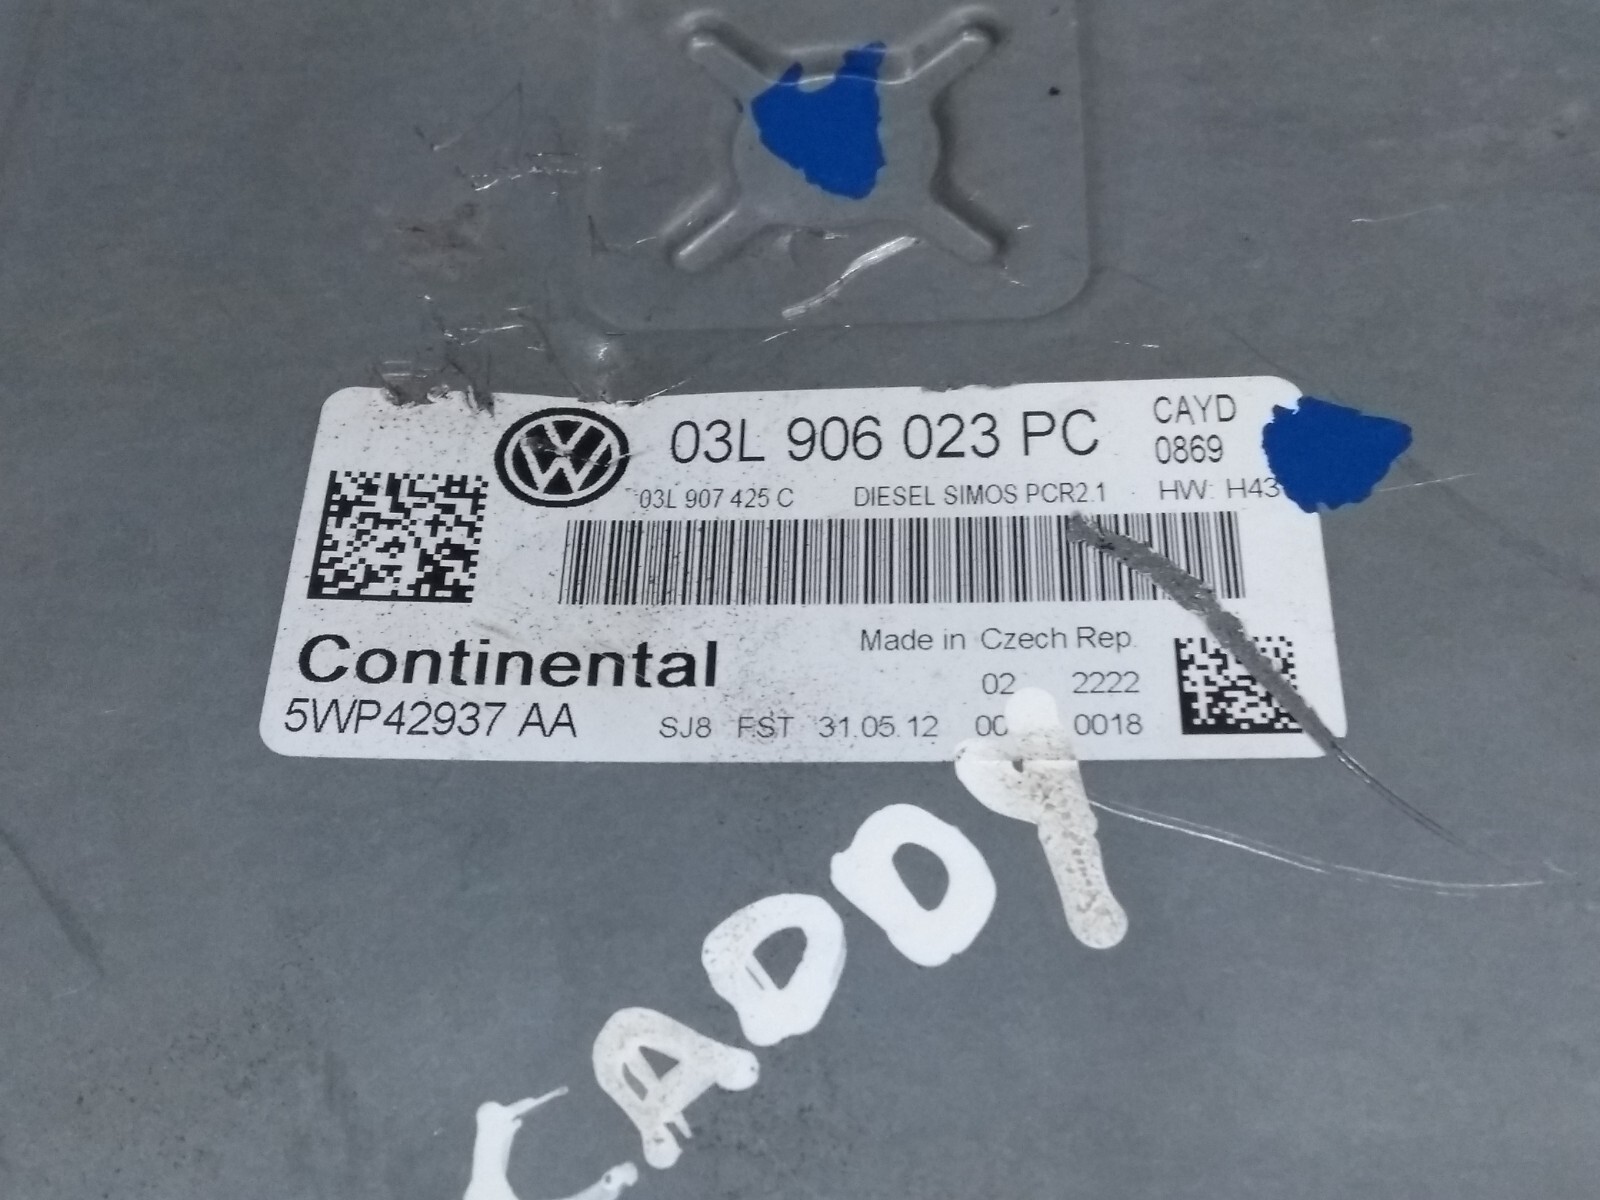 03L 906 023 PC
CAYD
0869
03L 907 425 C DIESEL SIMOS PCR2.1 HW: H43
Continental
Made in Czech Rep.
5WP42937 AA
02 2222
SJ8 FST 31.05.12 00 0018
CADDY